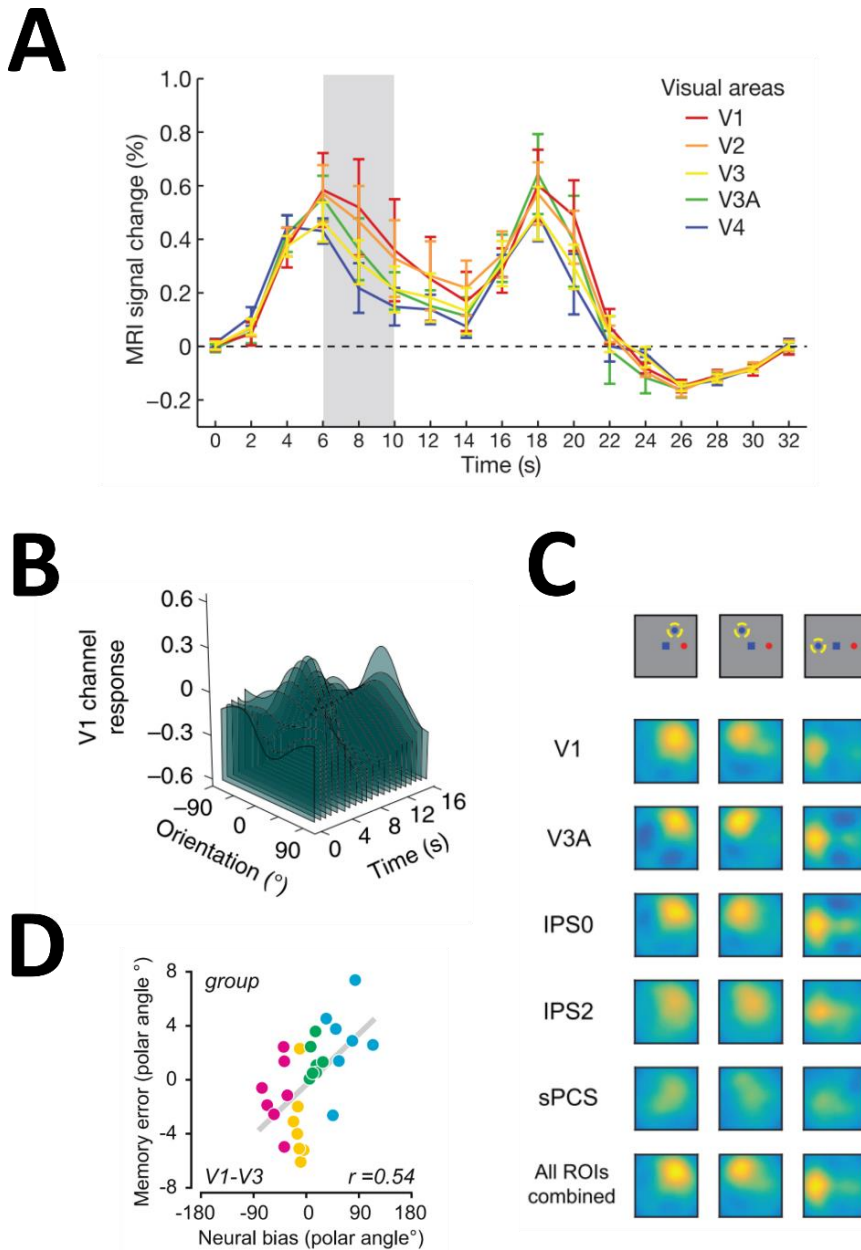 A
MRI signal change (%)
1.0
0.8
0.6
0.4
0.2
0
−0.2
0 2 4 6 8 10 12 14 16 18 20 22 24 26 28 30 32
Time (s)
Visual areas
V1
V2
V3
V3A
V4
B
V1 channel
response
0.6
0.3
0
−0.3
−0.6
−90
0
90
Orientation (°)
0 4 8 12 16
Time (s)
C
V1
V3A
IPS0
IPS2
sPCS
All ROIs
combined
D
Memory error (polar angle °)
8
4
0
-4
-8
group
V1-V3
r =0.54
-180 -90 0 90 180
Neural bias (polar angle°)